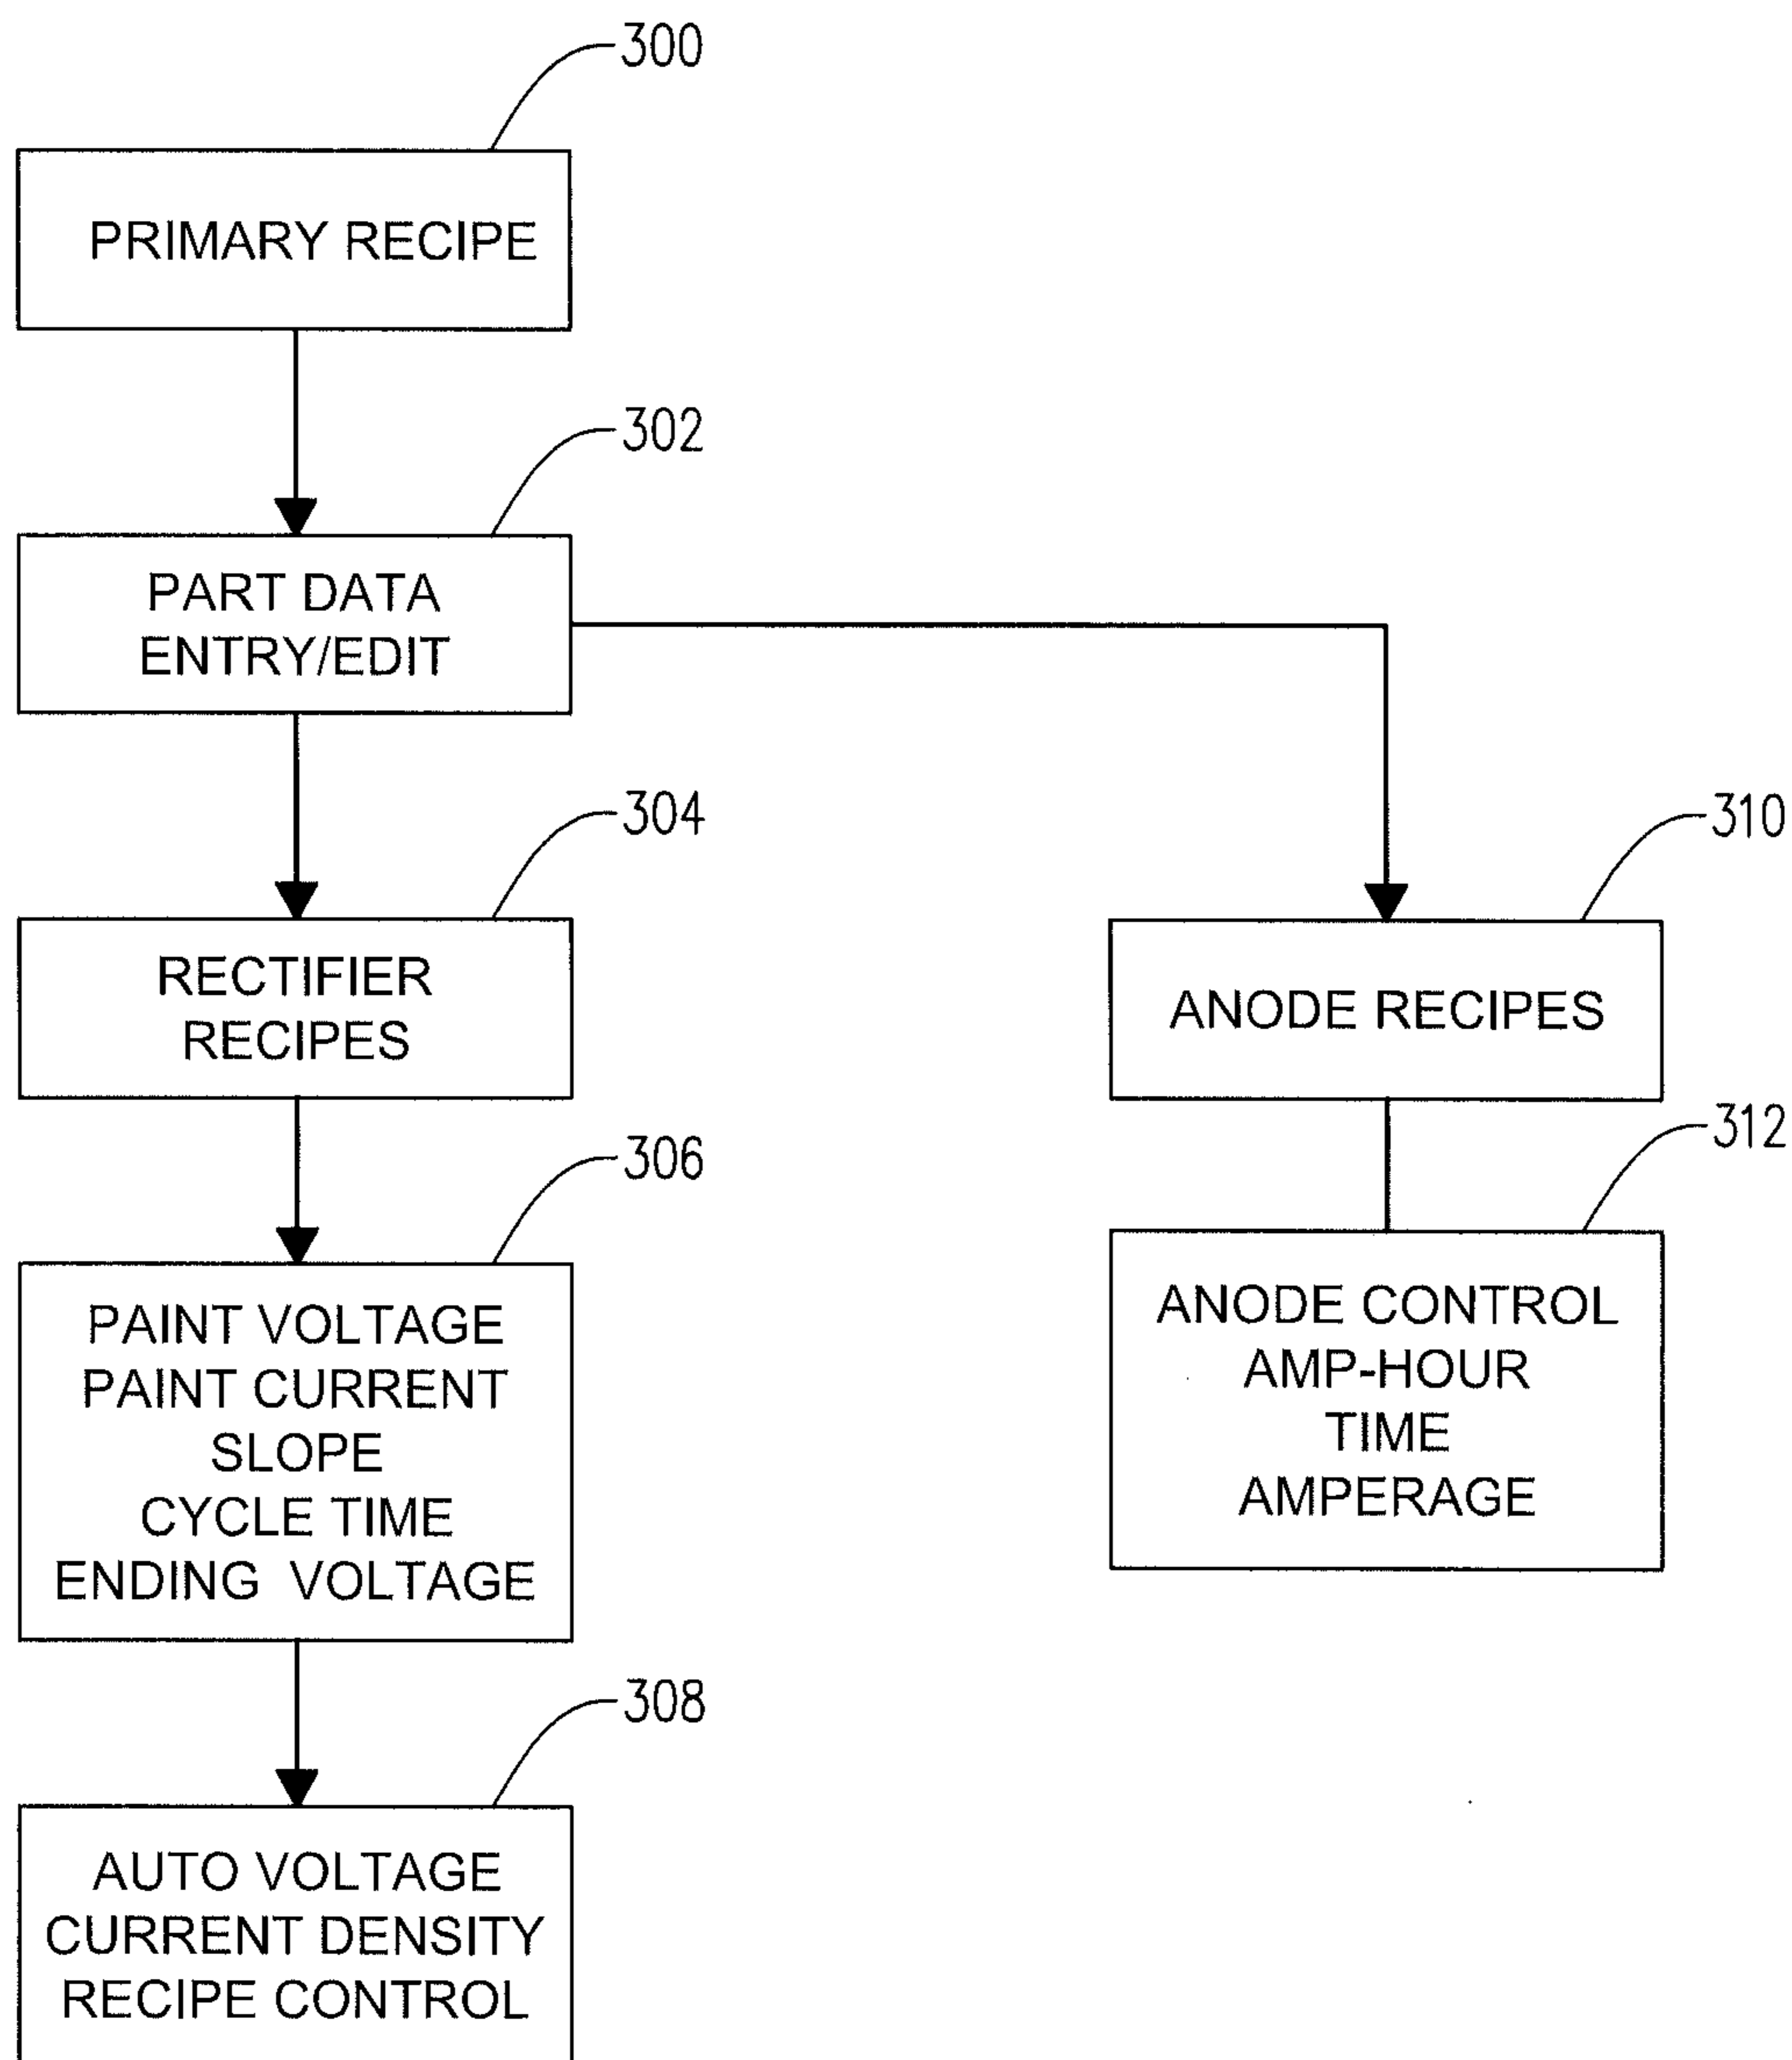 300
PRIMARY RECIPE
302
PART DATA
ENTRY/EDIT
304
RECTIFIER
RECIPES
306
PAINT VOLTAGE
PAINT CURRENT
SLOPE
CYCLE TIME
ENDING VOLTAGE
308
AUTO VOLTAGE
CURRENT DENSITY
RECIPE CONTROL
310
ANODE RECIPES
312
ANODE CONTROL
AMP-HOUR
TIME
AMPERAGE